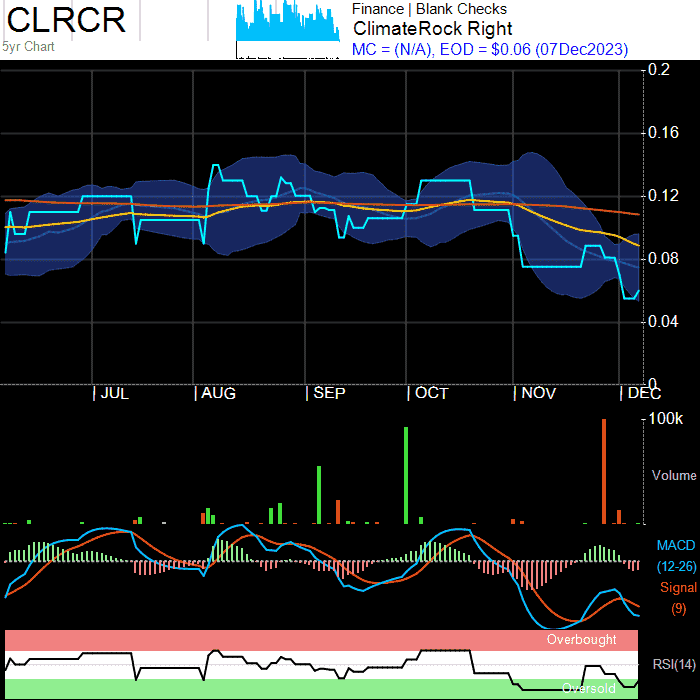 CLRCR
5yr Chart
Finance | Blank Checks
ClimateRock Right
MC = (N/A), EOD = $0.06 (07Dec2023)
0.2
0.16
0.12
0.08
0.04
0
JUL AUG SEP OCT NOV DEC
100k
Volume
MACD
(12-26)
Signal
(9)
Overbought
RSI(14)
Oversold